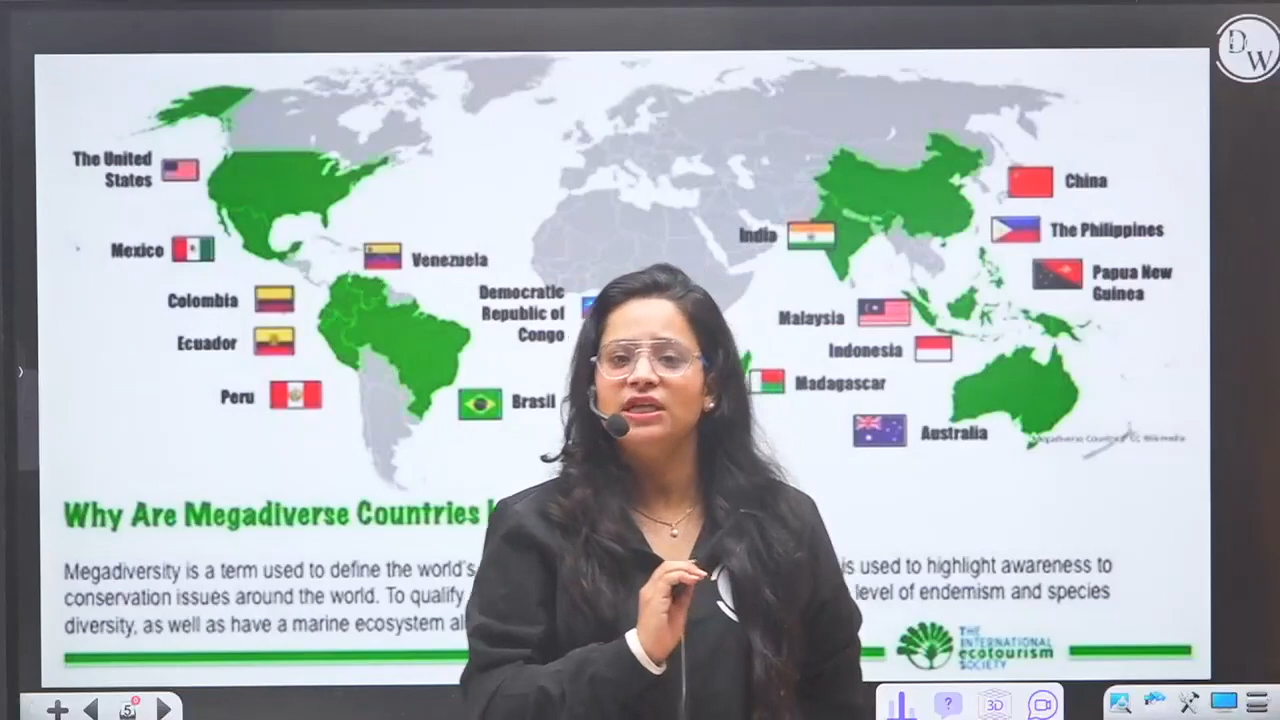 D W
The United
States
China
India
The Philippines
Mexico
Venezuela
Papua New
Guinea
Colombia
Democratic
Republic of
Congo
Malaysia
Ecuador
Indonesia
Madagascar
Peru
Brasil
Australia
Why Are Megadiverse Countries
Megadiversity is a term used to define the world's is used to highlight awareness to
conservation issues around the world. To qualify level of endemism and species
diversity, as well as have a marine ecosystem
THE
INTERNATIONAL
ecotourism
SOCIETY
5
?
3D